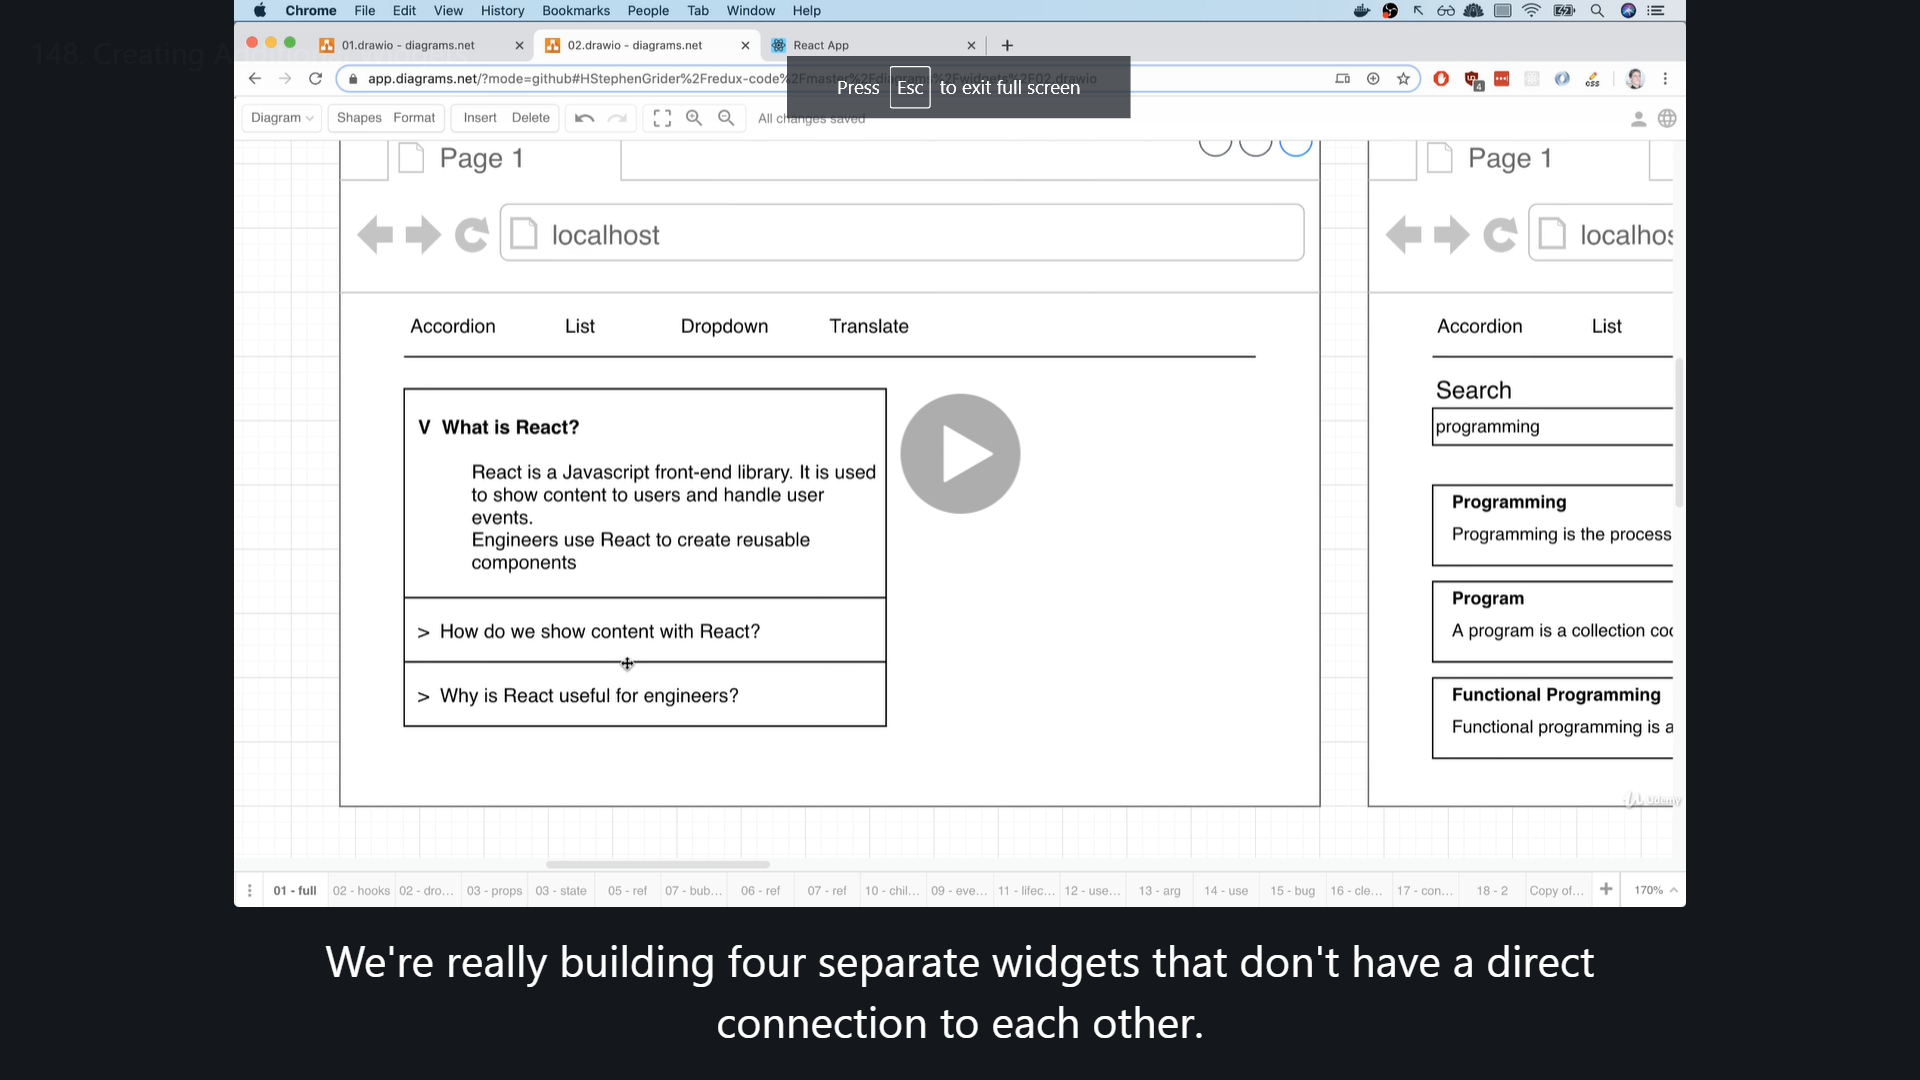 Chrome File Edit View History Bookmarks People Tab Window Help
148. Creating
01.drawio - diagrams.net
02.drawio - diagrams.net
React App
app.diagrams.net/?mode=github#HStephenGrider%2Fredux-code%2Fmaster%2Fdiagrams%2Fwidgets%2F02.drawio
4
css
Press Esc to exit full screen
Diagram Shapes Format Insert Delete All changes saved
Page 1
localhost
Accordion List Dropdown Translate
V What is React?
React is a Javascript front-end library. It is used
to show content to users and handle user
events.
Engineers use React to create reusable
components
> How do we show content with React?
> Why is React useful for engineers?
Page 1
localhos
Accordion List
Search
programming
Programming
Programming is the process
Program
A program is a collection coc
Functional Programming
Functional programming is a
Udemy
01 - full 02 - hooks 02 - dro... 03 - props 03 - state 05 - ref 07 - bub... 06 - ref 07 - ref 10 - chil... 09 - eve... 11 - lifec... 12 - use... 13 - arg 14 - use 15 - bug 16 - cle... 17 - con... 18 - 2 Copy of... 170%
We're really building four separate widgets that don't have a direct
connection to each other.